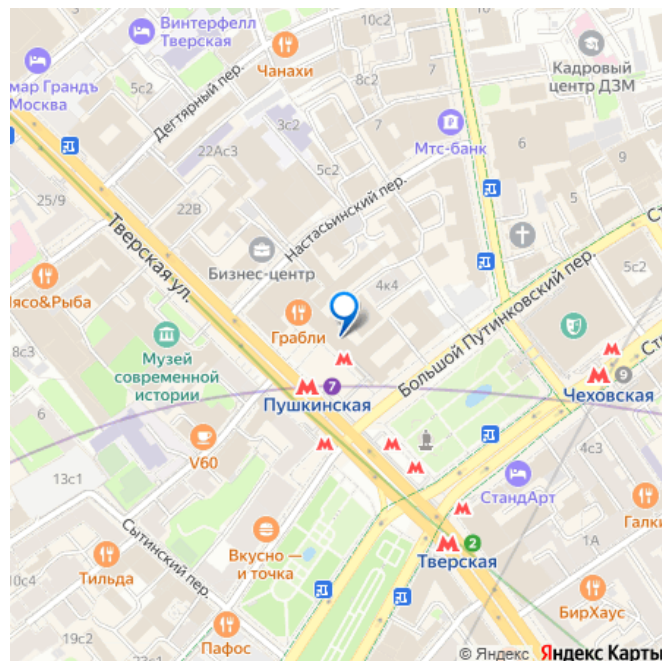 10с2
Винтерфелл
Тверская
Чанахи
7
Кадровый
центр ДЗМ
мар Грандъ
Москва
5с2
Дегтярный пер.
8с2
3с2
7
22Ас3
Мтс-банк
6
9
5с2
25/9
22В
Настасьинский пер.
5
Тверская ул.
Бизнес-центр
5с2
Мясо&Рыба
4к4
Грабли
Большой Путинковский пер.
8с3
Музей
современной
истории
7
Пушкинская
9
Чеховская
V60
4с3
13с1
СтандАрт
Галки
Сытинский пер.
Вкусно —
и точка
2
Тверская
1А
Тильда
10с4
БирХаус
Пафос
19с2
© Яндекс Яндекс Карты